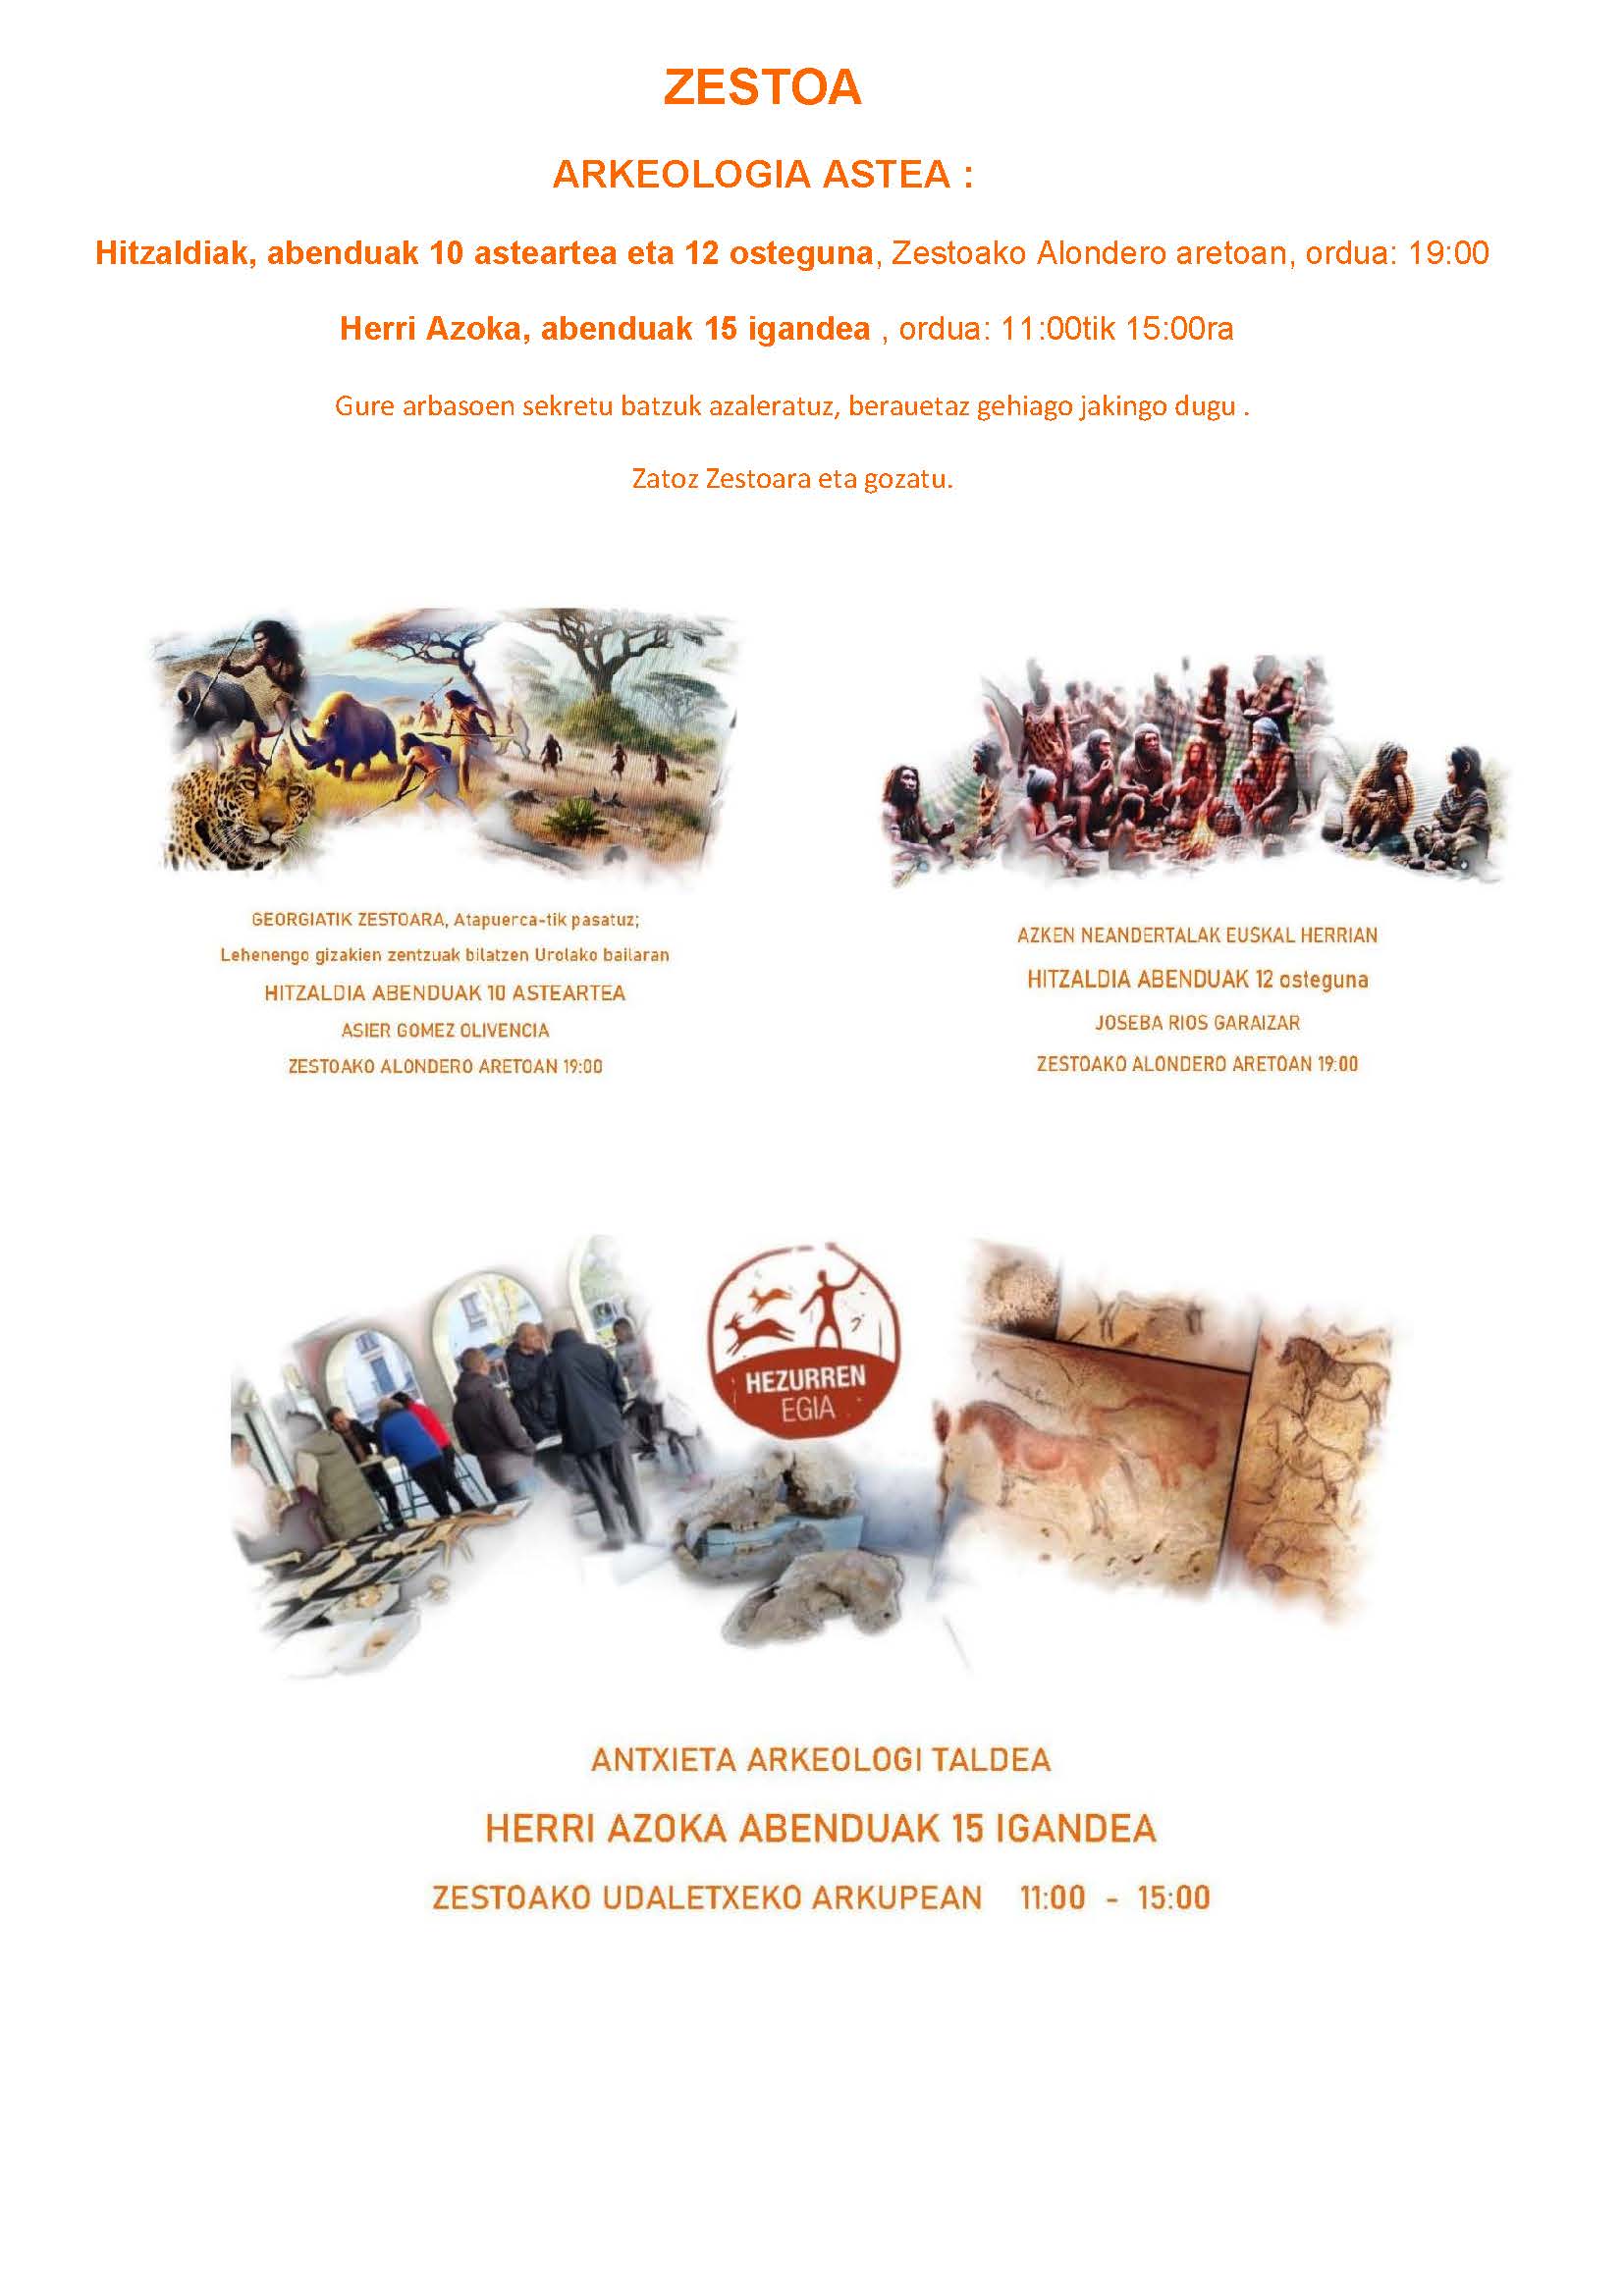 ZESTOA
ARKEOLOGIA ASTEA :
Hitzaldiak, abenduak 10 asteartea eta 12 osteguna, Zestoako Alondero aretoan, ordua: 19:00
Herri Azoka, abenduak 15 igandea , ordua: 11:00tik 15:00ra
Gure arbasoen sekretu batzuk azaleratuz, berauetaz gehiago jakingo dugu .
Zatoz Zestoara eta gozatu.
GEORGIATIK ZESTOARA, Atapuerca-tik pasatuz;
Lehenengo gizakien zentzuak bilatzen Urolako bailaran
HITZALDIA ABENDUAK 10 ASTEARTEA
ASIER GOMEZ OLIVENCIA
ZESTOAKO ALONDERO ARETOAN 19:00
AZKEN NEANDERTALAK EUSKAL HERRIAN
HITZALDIA ABENDUAK 12 osteguna
JOSEBA RIOS GARAIZAR
ZESTOAKO ALONDERO ARETOAN 19:00
HEZURREN
EGIA
ANTXIETA ARKEOLOGI TALDEA
HERRI AZOKA ABENDUAK 15 IGANDEA
ZESTOAKO UDALETXEKO ARKUPEAN 11:00 - 15:00